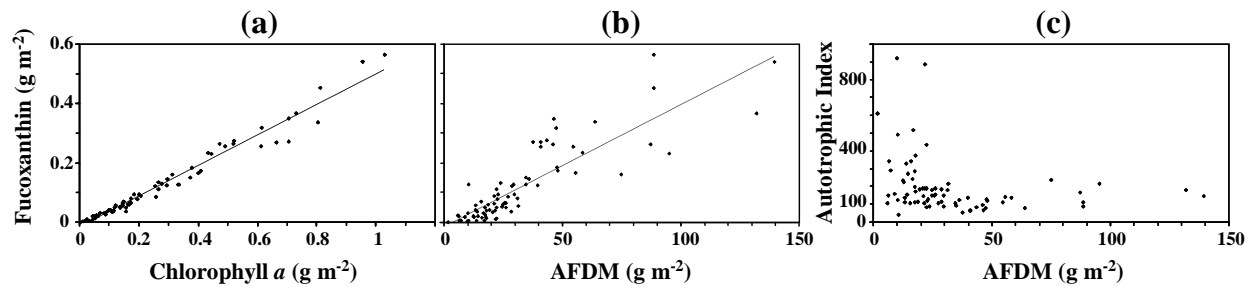 (a) (b) (c)
Fucoxanthin (g m-2)
0.6
0.4
0.2
0
0 0.2 0.4 0.6 0.8 1
Chlorophyll a (g m-2)
0 50 100 150
AFDM (g m-2)
Autotrophic Index
800
400
100
0
0 50 100 150
AFDM (g m-2)